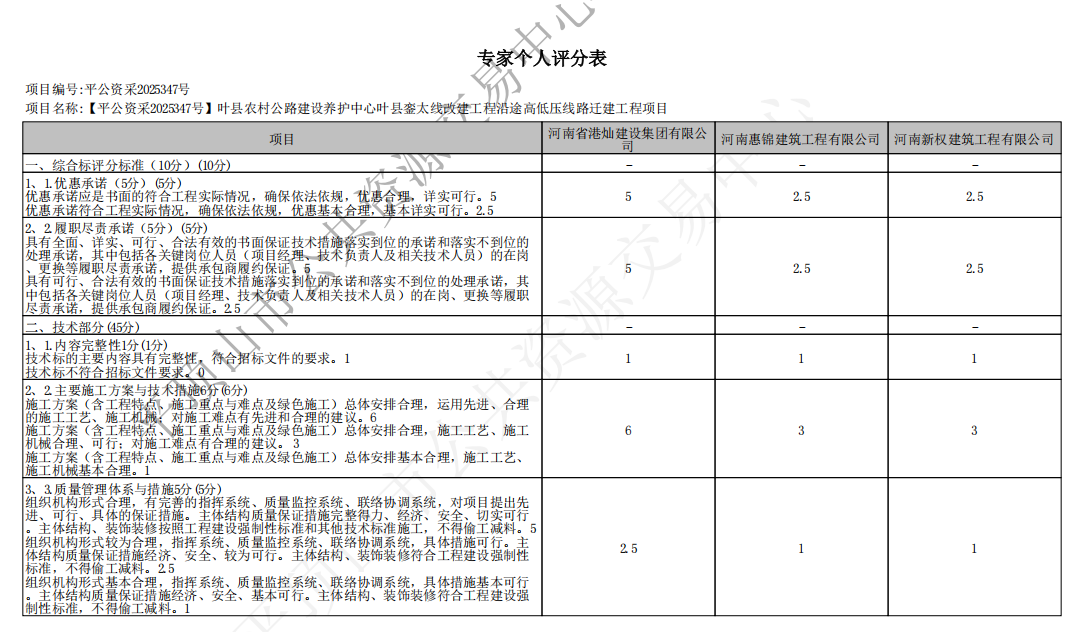 专家个人评分表
项目编号:平公资采2025347号
项目名称:【平公资采2025347号】叶县农村公路建设养护中心叶县銮太线改建工程沿途高低压线路迁建工程项目
项目
河南省港灿建设集团有限公
司
河南惠锦建筑工程有限公司
河南新权建筑工程有限公司
一、综合标评分标准（10分）(10分)
-
-
-
1、1.优惠承诺（5分）(5分)
优惠承诺应是书面的符合工程实际情况，确保依法依规，优惠合理，详实可行。5
优惠承诺符合工程实际情况，确保依法依规，优惠基本合理，基本详实可行。2.5
5
2.5
2.5
2、2.履职尽责承诺（5分）(5分)
具有全面、详实、可行、合法有效的书面保证技术措施落实到位的承诺和落实不到位的
处理承诺，其中包括各关键岗位人员（项目经理、技术负责人及相关技术人员）的在岗
、更换等履职尽责承诺，提供承包商履约保证。5
具有可行、合法有效的书面保证技术措施落实到位的承诺和落实不到位的处理承诺，其
中包括各关键岗位人员（项目经理、技术负责人及相关技术人员）的在岗、更换等履职
尽责承诺，提供承包商履约保证。2.5
5
2.5
2.5
二、技术部分(45分)
-
-
-
1、1.内容完整性1分(1分)
技术标的主要内容具有完整性，符合招标文件的要求。1
技术标不符合招标文件要求。0
1
1
1
2、2.主要施工方案与技术措施6分(6分)
施工方案（含工程特点、施工重点与难点及绿色施工）总体安排合理，运用先进、合理
的施工工艺、施工机械；对施工难点有先进和合理的建议。6
施工方案（含工程特点、施工重点与难点及绿色施工）总体安排合理，施工工艺、施工
机械合理、可行；对施工难点有合理的建议。3
施工方案（含工程特点、施工重点与难点及绿色施工）总体安排基本合理，施工工艺、
施工机械基本合理。1
6
3
3
3、3.质量管理体系与措施5分(5分)
组织机构形式合理，有完善的指挥系统、质量监控系统、联络协调系统，对项目提出先
进、可行、具体的保证措施。主体结构质量保证措施完整得力、经济、安全、切实可行
。主体结构、装饰装修按照工程建设强制性标准和其他技术标准施工，不得偷工减料。5
组织机构形式较为合理，指挥系统、质量监控系统、联络协调系统，具体措施可行。主
体结构质量保证措施经济、安全、较为可行。主体结构、装饰装修符合工程建设强制性
标准，不得偷工减料。2.5
组织机构形式基本合理，指挥系统、质量监控系统、联络协调系统，具体措施基本可行
。主体结构质量保证措施经济、安全、基本可行。主体结构、装饰装修符合工程建设强
制性标准，不得偷工减料。1
2.5
1
1
平顶山市公共资源交易中心
平顶山市公共资源交易中心